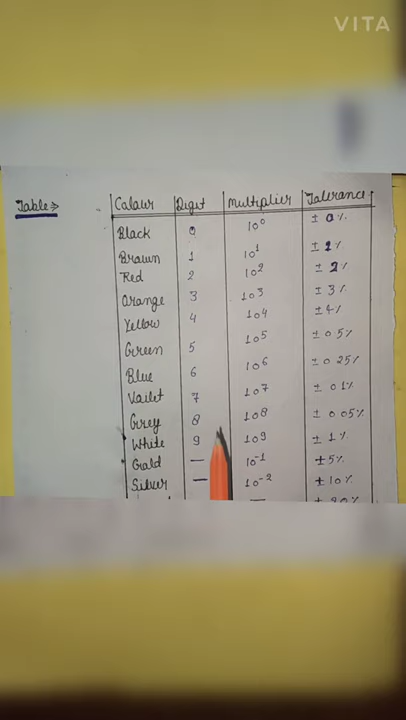 VITA
Table⇒
Colour Digit Multiplier Tolerance
Black 0 10⁰ ± 0%
Brown 1 10¹ ± 1%
Red 2 10² ± 2%
Orange 3 10³ ± 3%
Yellow 4 10⁴ ± 4%
Green 5 10⁵ ± 0.5%
Blue 6 10⁶ ± 0.25%
Vailet 7 10⁷ ± 0.1%
Grey 8 10⁸ ± 0.05%
White 9 10⁹ ± 1%
Gold — 10⁻¹ ± 5%
Silver — 10⁻² ± 10%
— ± 20%